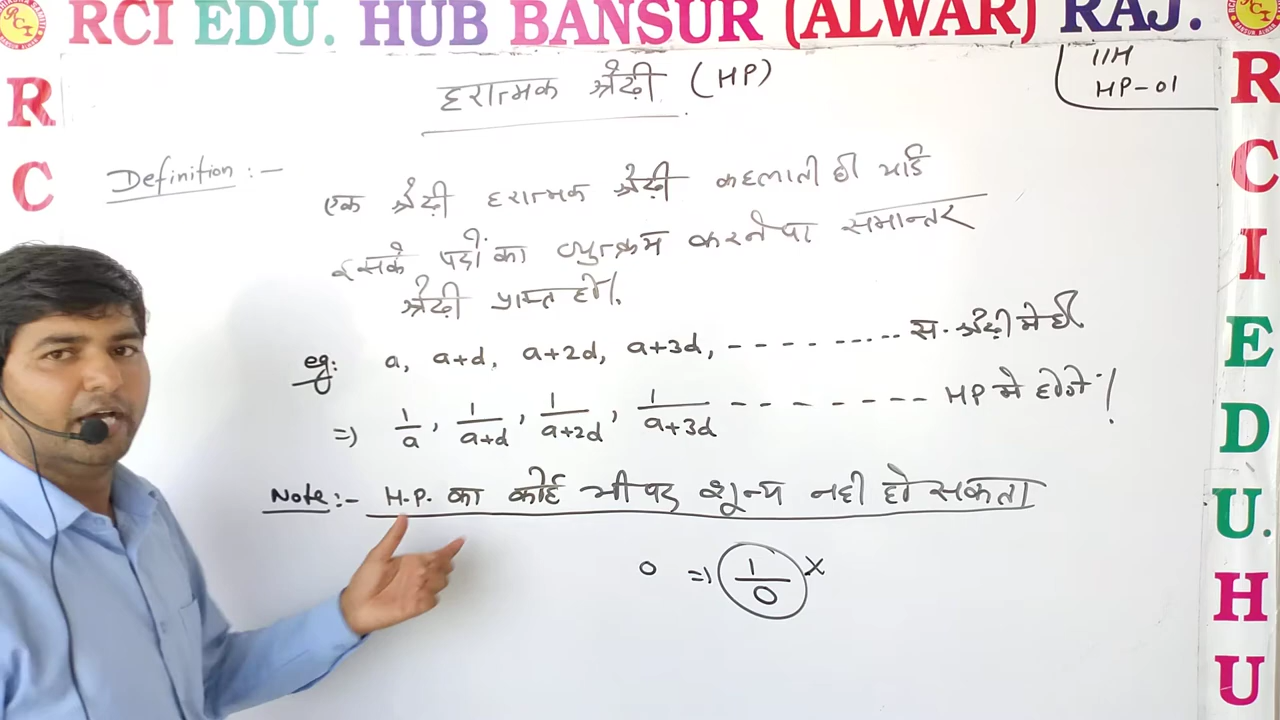 RCI EDU. HUB BANSUR (ALWAR) RAJ.
R
C
11H
HP-01
हरात्मक श्रेढ़ी (HP)
Definition :-
एक श्रेढ़ी हरात्मक श्रेढ़ी कहलाती है यदि
इसके पदों का व्युत्क्रम करने पर समान्तर
श्रेढ़ी प्राप्त हो।
eg: a, a+d, a+2d, a+3d, - - - - - ..... स. श्रेढ़ी में है
=) 1/a, 1/a+d, 1/a+2d, 1/a+3d - - - - - - - - HP मे होंगे।
Note:- H.P. का कोई भी पद शून्य नही हो सकता
0 =) 1/0 x
R
C
I
E
D
U.
H
U